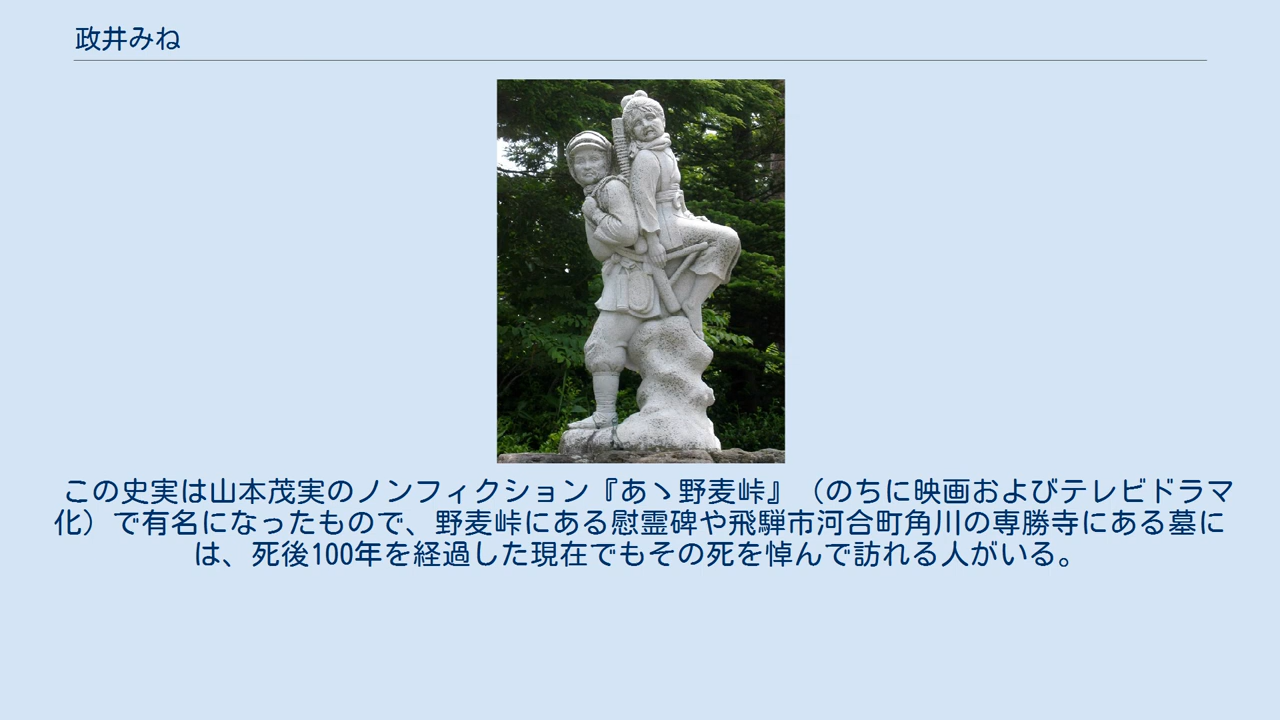 政井みね
この史実は山本茂実のノンフィクション『あゝ野麦峠』（のちに映画およびテレビドラマ
化）で有名になったもので、野麦峠にある慰霊碑や飛騨市河合町角川の専勝寺にある墓に
は、死後100年を経過した現在でもその死を悼んで訪れる人がいる。